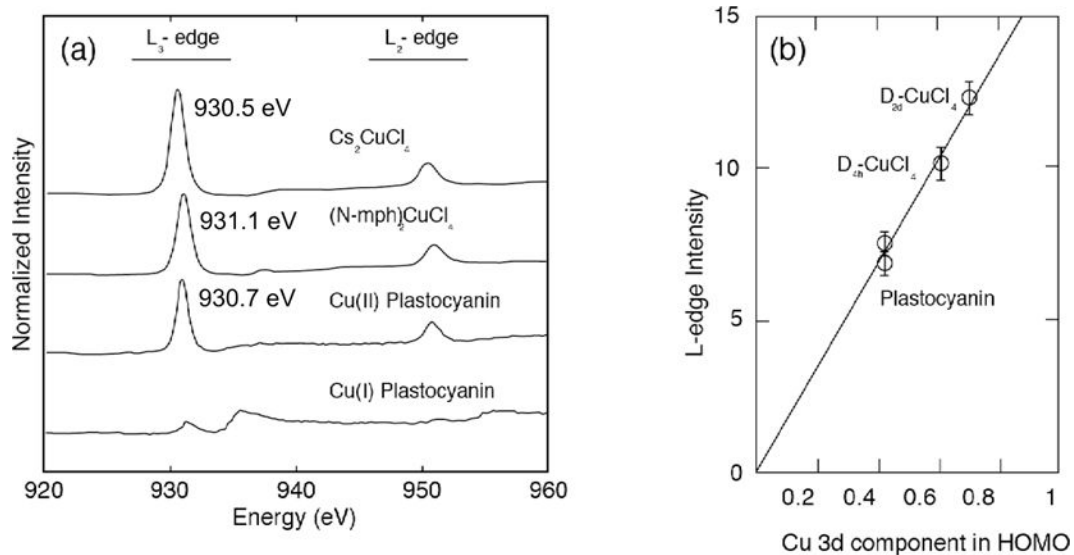 (a)
L₃- edge
L₂- edge
930.5 eV
Cs₂CuCl₄
931.1 eV
(N-mph)₂CuCl₄
930.7 eV
Cu(II) Plastocyanin
Cu(I) Plastocyanin
Normalized Intensity
920
930
940
950
960
Energy (eV)
(b)
15
D₂d-CuCl₄
10
D₄h-CuCl₄
Plastocyanin
5
0
L-edge Intensity
0.2
0.4
0.6
0.8
1
Cu 3d component in HOMO